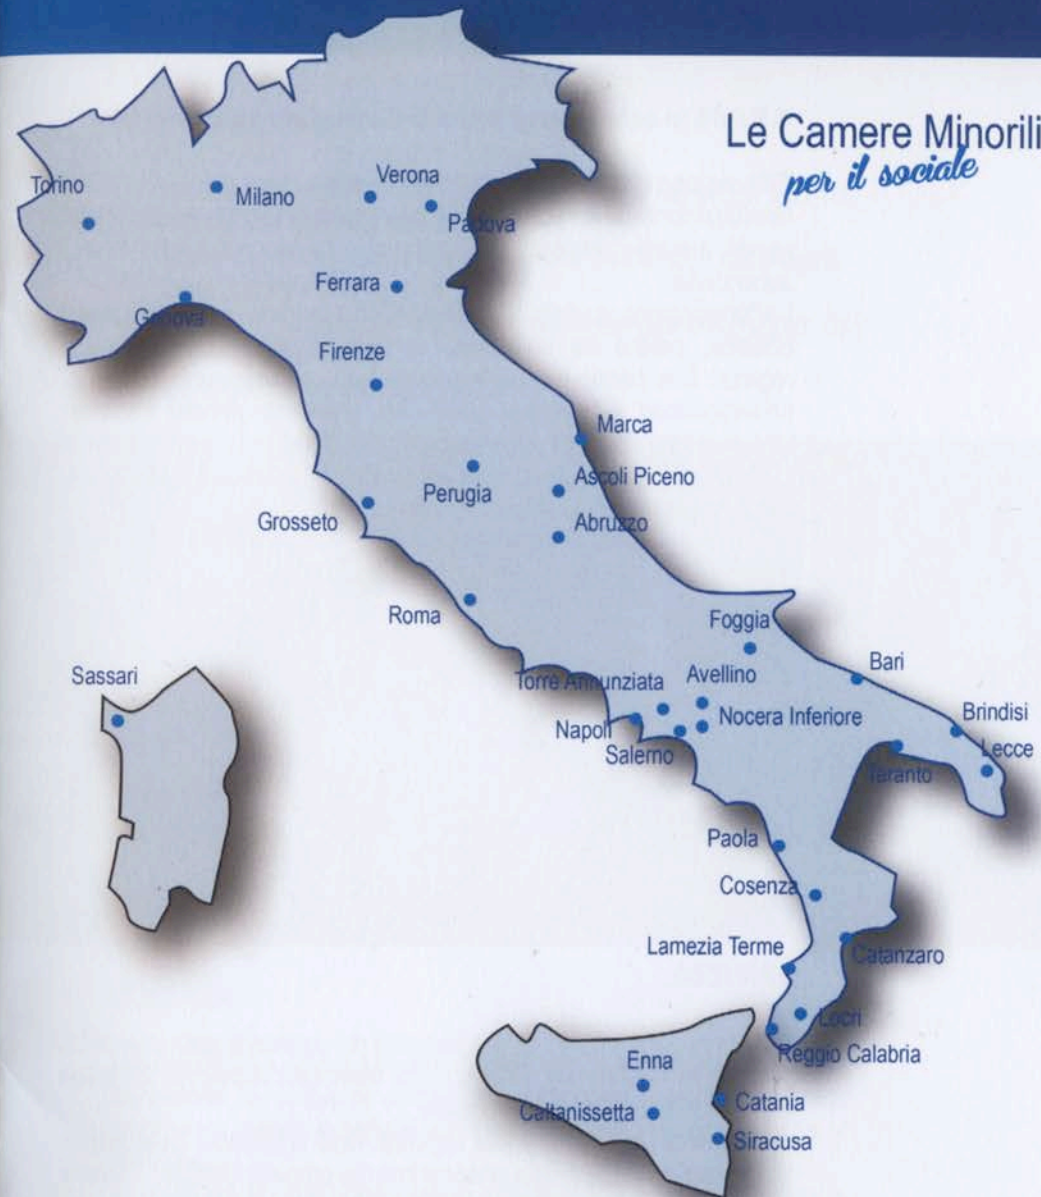 Le Camere Minorili
per il sociale
Torino
Milano
Verona
Padova
Ferrara
Genova
Firenze
Marca
Ascoli Piceno
Perugia
Abruzzo
Grosseto
Roma
Foggia
Sassari
Torre Annunziata
Avellino
Bari
Napoli
Nocera Inferiore
Brindisi
Salerno
Lecce
Taranto
Paola
Cosenza
Lamezia Terme
Catanzaro
Locri
Reggio Calabria
Enna
Caltanissetta
Catania
Siracusa